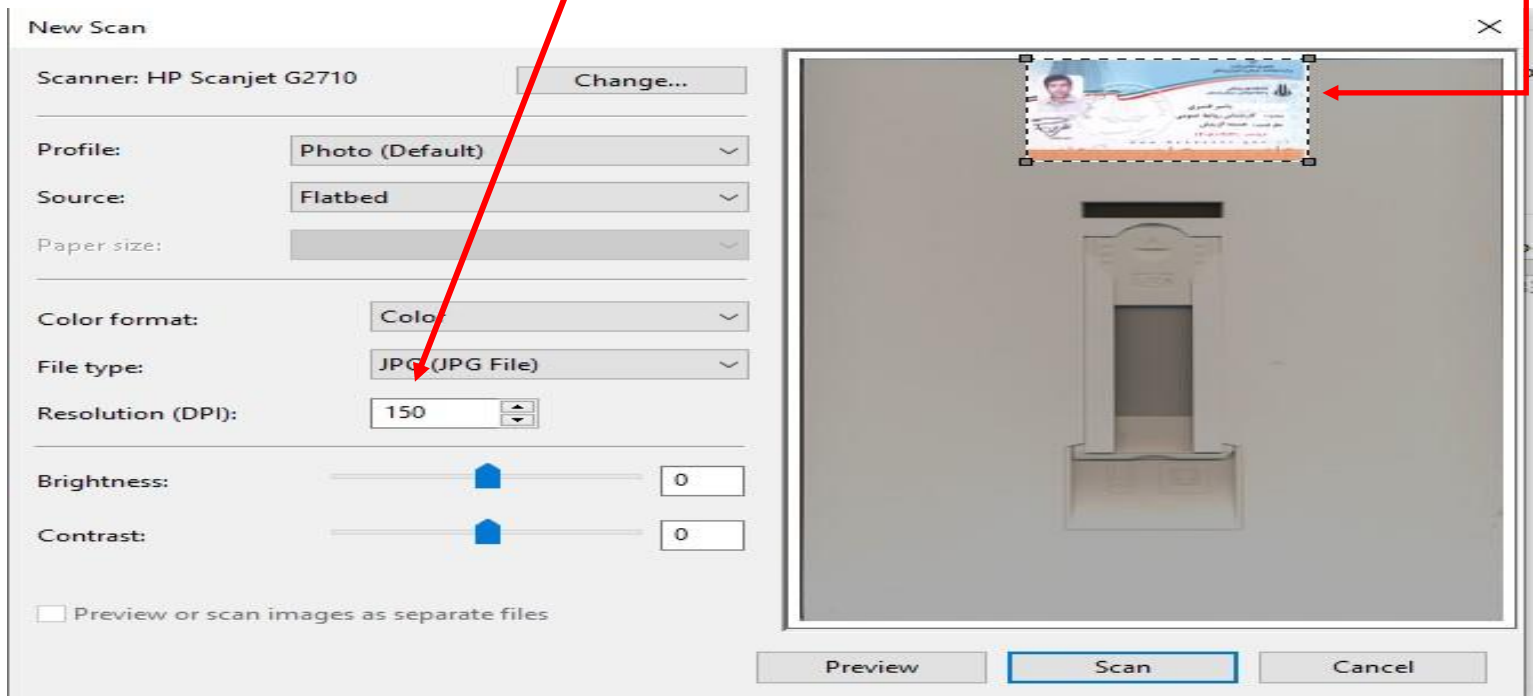 New Scan
Scanner: HP Scanjet G2710
Change...
Profile:
Photo (Default)
Source:
Flatbed
Paper size:
Color format:
Color
File type:
JPG (JPG File)
Resolution (DPI):
150
Brightness:
0
Contrast:
0
Preview or scan images as separate files
Preview
Scan
Cancel